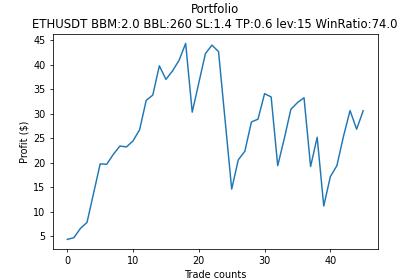 Portfolio
ETHUSDT BBM:2.0 BBL:260 SL:1.4 TP:0.6 lev:15 WinRatio:74.0
45
40
35
30
25
20
15
10
5
Profit ($)
0 10 20 30 40
Trade counts